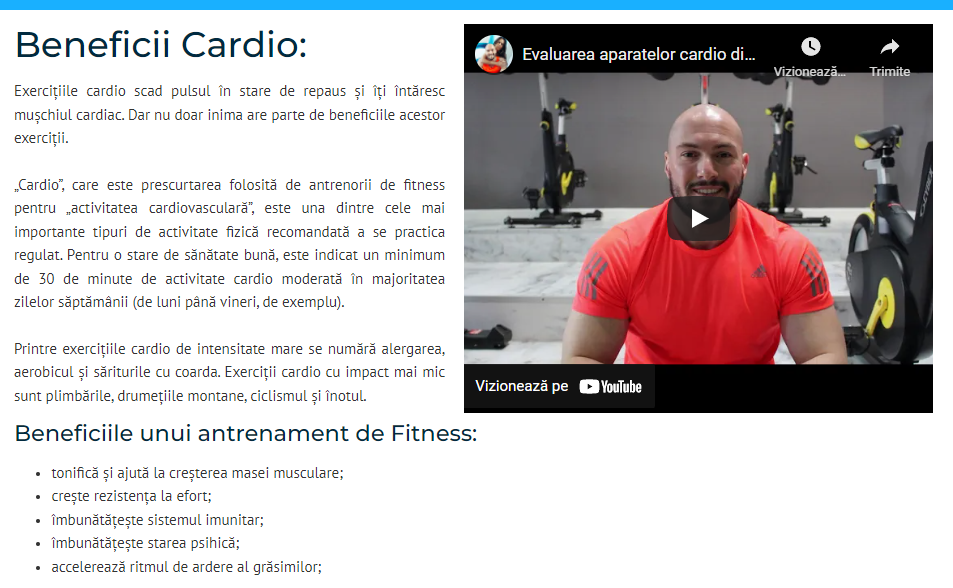 Beneficii Cardio:
Exercițiile cardio scad pulsul în stare de repaus și îți întăresc
mușchiul cardiac. Dar nu doar inima are parte de beneficiile acestor
exerciții.
„Cardio”, care este prescurtarea folosită de antrenorii de fitness
pentru „activitatea cardiovasculară”, este una dintre cele mai
importante tipuri de activitate fizică recomandată a se practica
regulat. Pentru o stare de sănătate bună, este indicat un minimum
de 30 de minute de activitate cardio moderată în majoritatea
zilelor săptămânii (de luni până vineri, de exemplu).
Printre exercițiile cardio de intensitate mare se numără alergarea,
aerobicul și săriturile cu coarda. Exerciții cardio cu impact mai mic
sunt plimbările, drumețiile montane, ciclismul și înotul.
Evaluarea aparatelor cardio di...
Vizionează...
Trimite
Vizionează pe YouTube
Beneficiile unui antrenament de Fitness:
• tonifică și ajută la creșterea masei musculare;
• crește rezistența la efort;
• îmbunătățește sistemul imunitar;
• îmbunătățește starea psihică;
• accelerează ritmul de ardere al grăsimilor;